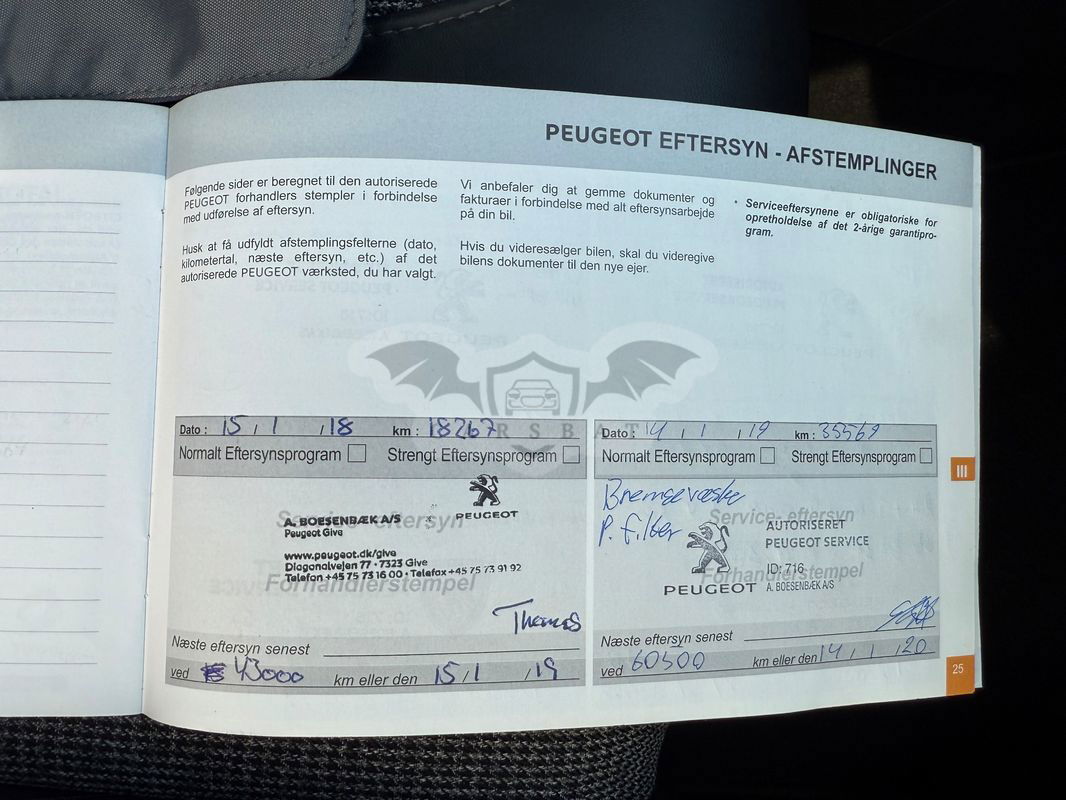 PEUGEOT EFTERSYN - AFSTEMPLINGER
Følgende sider er beregnet til den autoriserede
PEUGEOT forhandlers stempler i forbindelse
med udførelse af eftersyn.
Husk at få udfyldt afstemplingsfelterne (dato,
kilometertal, næste eftersyn, etc.) af det
autoriserede PEUGEOT værksted, du har valgt.
Vi anbefaler dig at gemme dokumenter og
fakturaer i forbindelse med alt eftersynsarbejde
på din bil.
Hvis du videresælger bilen, skal du videregive
bilens dokumenter til den nye ejer.
• Serviceeftersynene er obligatoriske for
opretholdelse af det 2-årige garantipro-
gram.
Dato : 15 / 1 / 18 km : 18267
Normalt Eftersynsprogram Strengt Eftersynsprogram
Service- eftersyn
PEUGEOT
A. BOESENBÆK A/S
Peugeot Give
www.peugeot.dk/give
Diagonalvejen 77 · 7323 Give
Telefon +45 75 73 16 00 · Telefax +45 75 73 91 92
Forhandlerstempel
Thomas
Næste eftersyn senest
ved 43000 km eller den 15 / 1 / 19
Dato : 14 / 1 / 19 km : 35569
Normalt Eftersynsprogram Strengt Eftersynsprogram
Bremsevæske
P. filter
Service- eftersyn
AUTORISERET
PEUGEOT SERVICE
ID: 716
PEUGEOT A. BOESENBÆK A/S
Forhandlerstempel
Næste eftersyn senest
ved 60500 km eller den 14 / 1 / 20
III
25